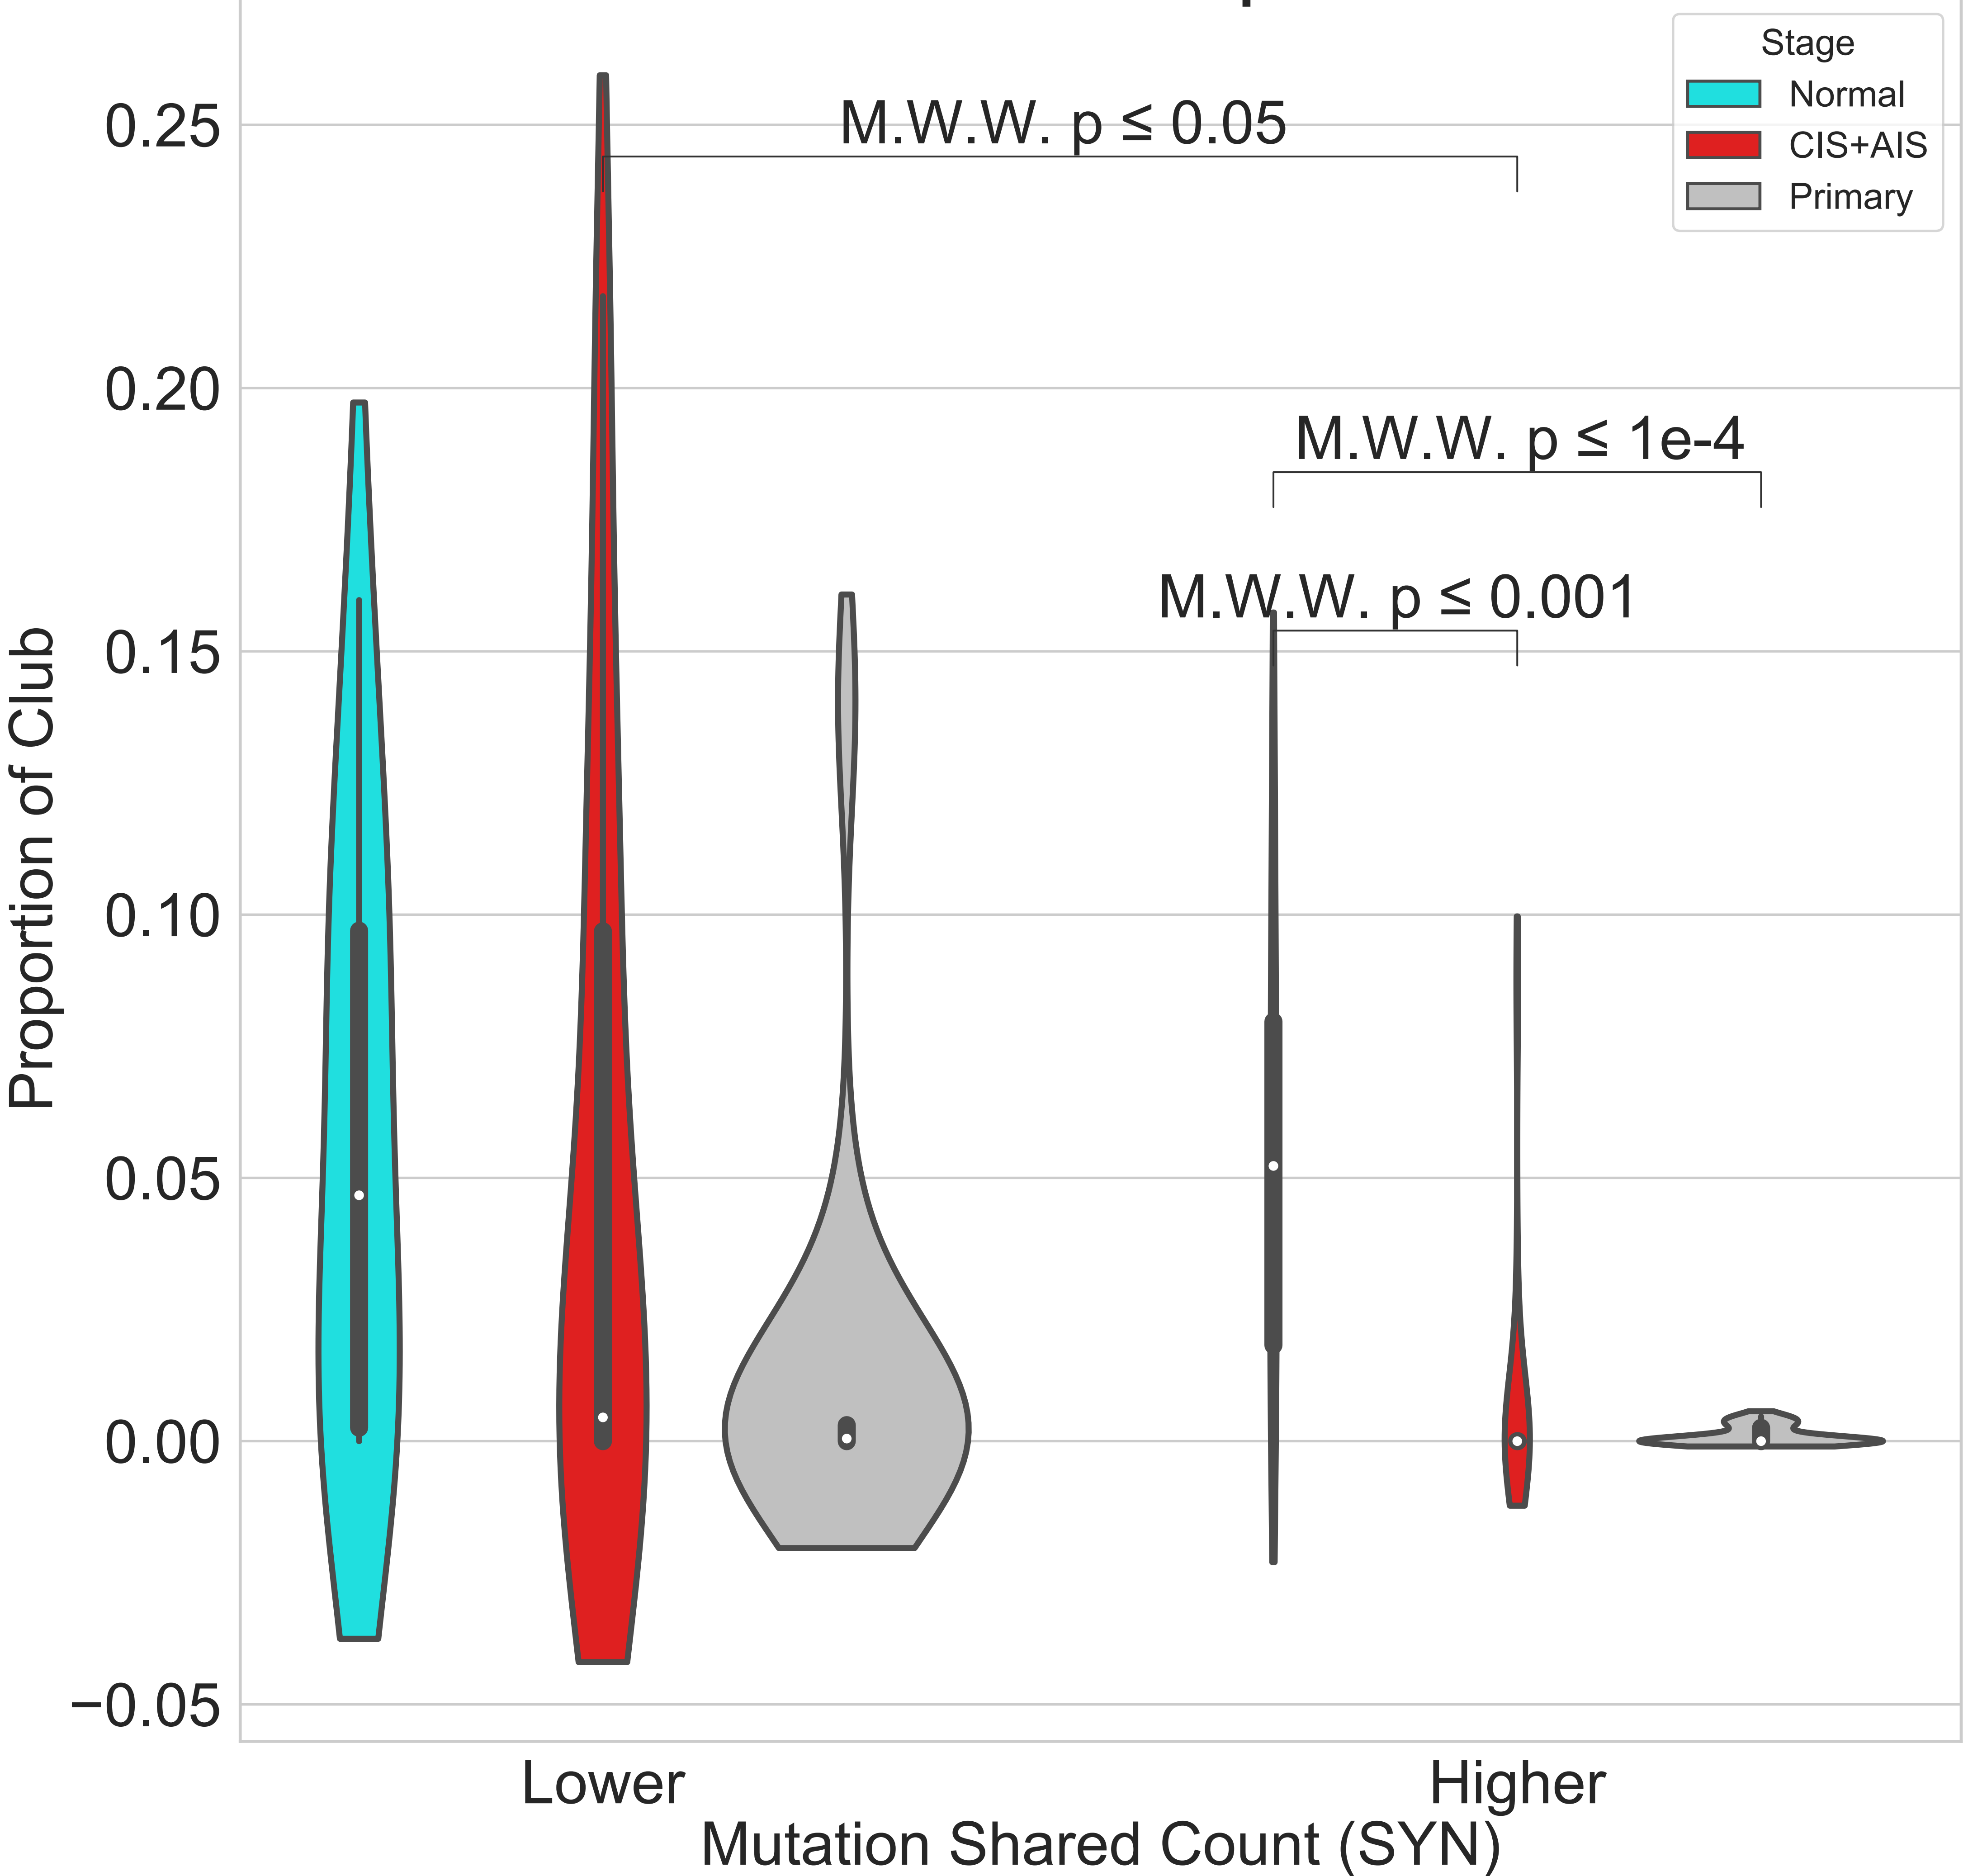 Stage
Normal
CIS+AIS
Primary
M.W.W. p ≤ 0.05
M.W.W. p ≤ 1e-4
M.W.W. p ≤ 0.001
Proportion of Club
0.25
0.20
0.15
0.10
0.05
0.00
−0.05
Lower
Higher
Mutation Shared Count (SYN)